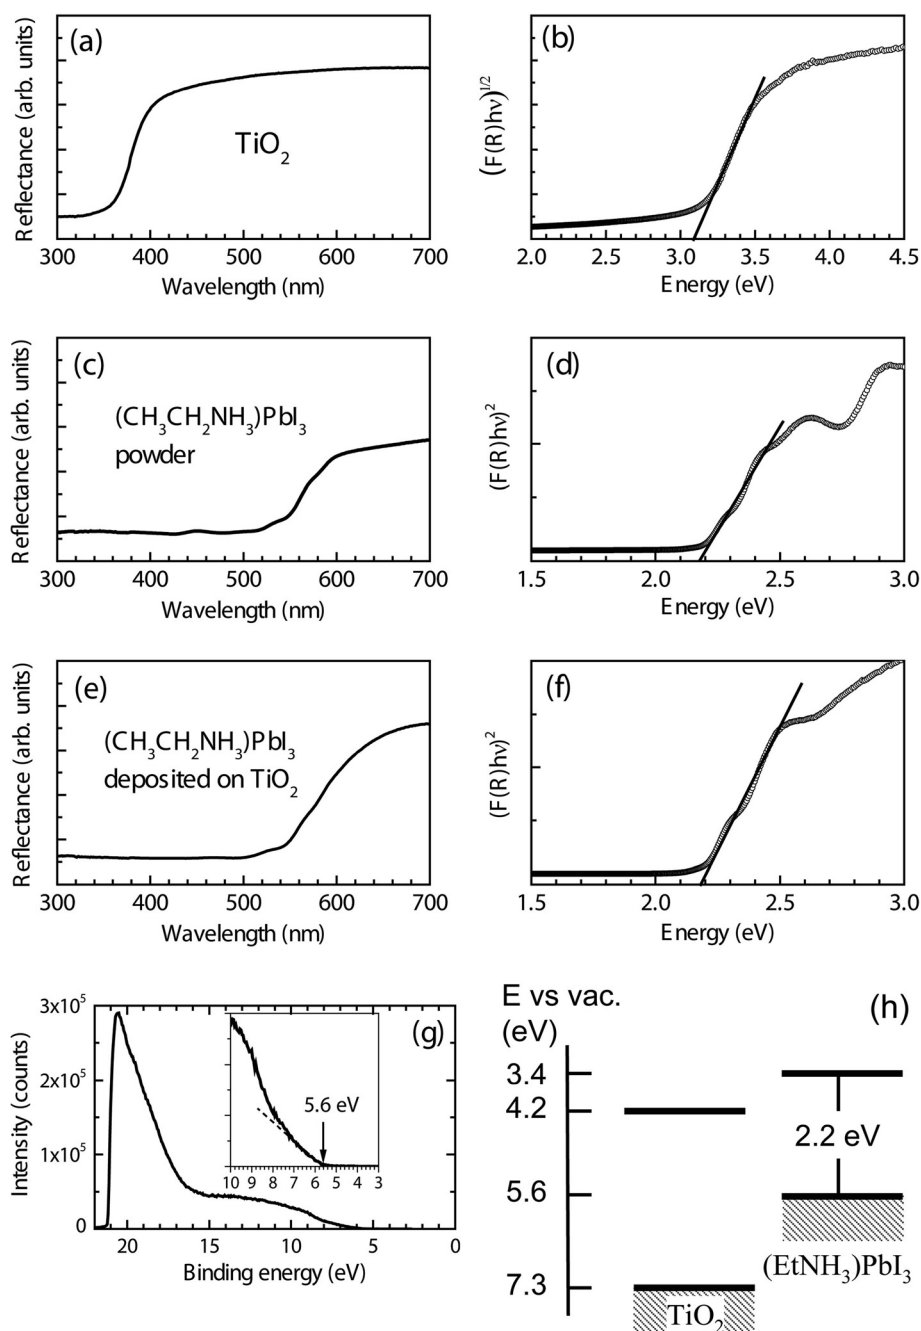 (a)
Reflectance (arb. units)
TiO₂
300 400 500 600 700
Wavelength (nm)
(b)
(F(R)hν)^1/2
2.0 2.5 3.0 3.5 4.0 4.5
Energy (eV)
(c)
Reflectance (arb. units)
(CH₃CH₂NH₃)PbI₃
powder
300 400 500 600 700
Wavelength (nm)
(d)
(F(R)hν)²
1.5 2.0 2.5 3.0
Energy (eV)
(e)
Reflectance (arb. units)
(CH₃CH₂NH₃)PbI₃
deposited on TiO₂
300 400 500 600 700
Wavelength (nm)
(f)
(F(R)hν)²
1.5 2.0 2.5 3.0
Energy (eV)
(g)
Intensity (counts)
3x10⁵
2x10⁵
1x10⁵
0
5.6 eV
10 9 8 7 6 5 4 3
20 15 10 5 0
Binding energy (eV)
(h)
E vs vac.
(eV)
3.4
4.2
2.2 eV
5.6
(EtNH₃)PbI₃
7.3
TiO₂